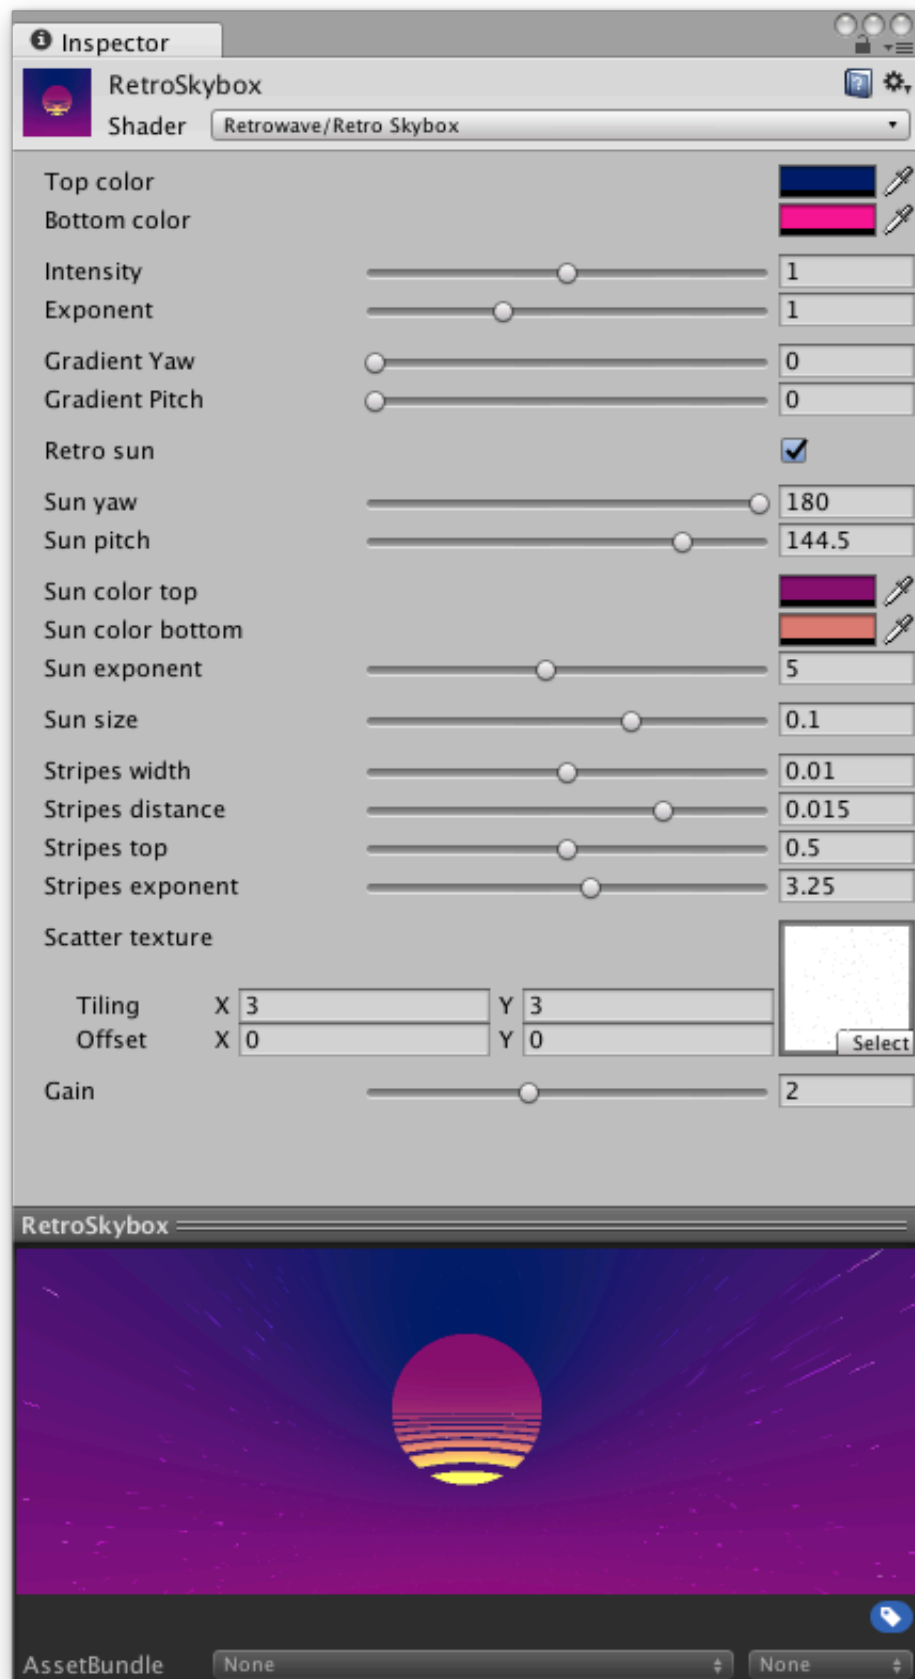 Inspector
RetroSkybox
Shader Retrowave/Retro Skybox
Top color
Bottom color
Intensity 1
Exponent 1
Gradient Yaw 0
Gradient Pitch 0
Retro sun
Sun yaw 180
Sun pitch 144.5
Sun color top
Sun color bottom
Sun exponent 5
Sun size 0.1
Stripes width 0.01
Stripes distance 0.015
Stripes top 0.5
Stripes exponent 3.25
Scatter texture
Tiling X 3 Y 3
Offset X 0 Y 0 Select
Gain 2
RetroSkybox
AssetBundle None None